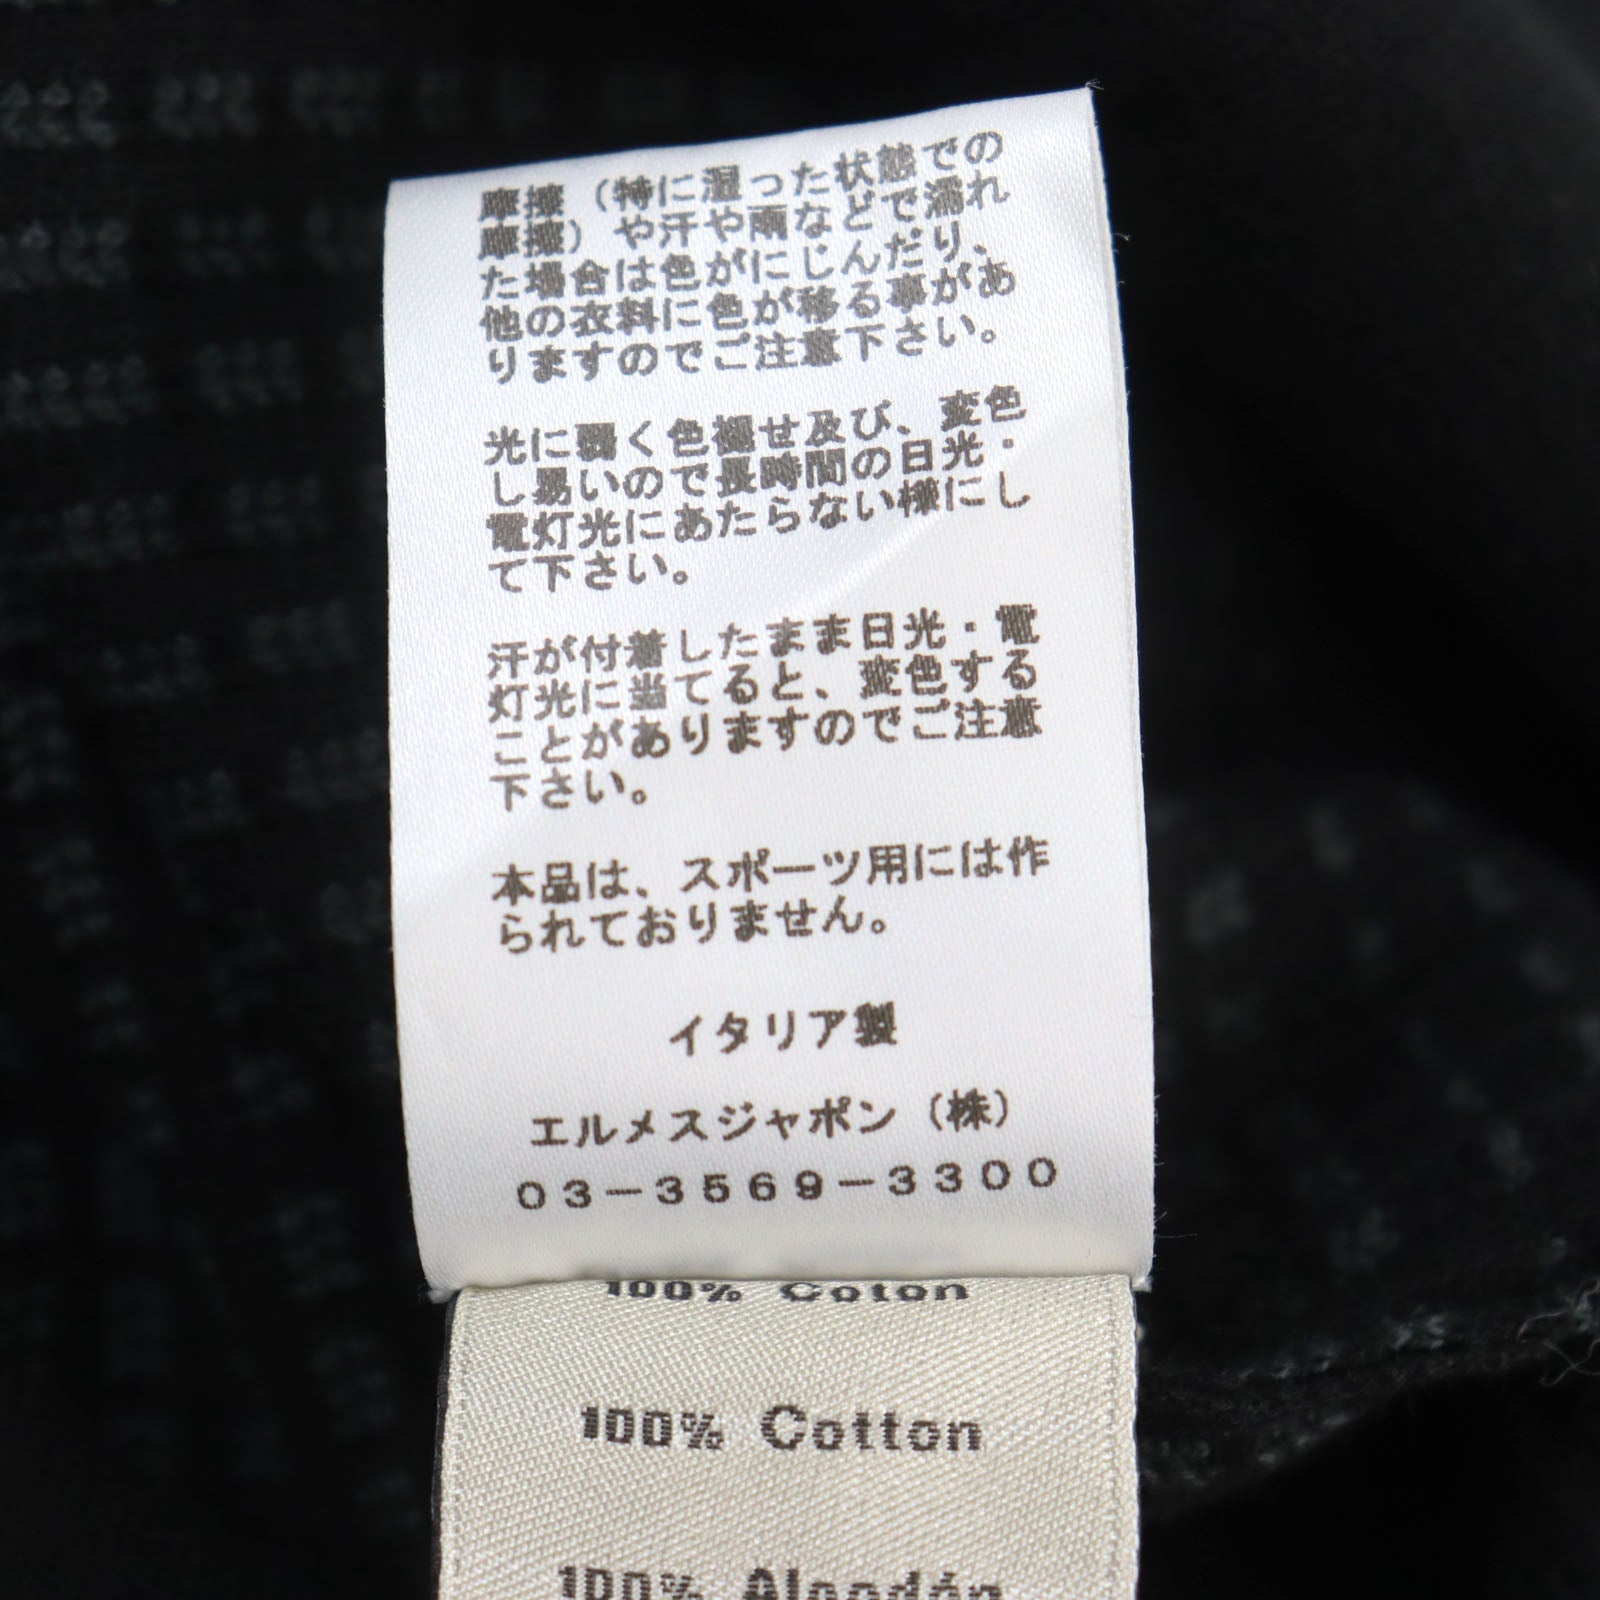 摩擦（特に湿った状態での
摩擦）や汗や雨などで濡れ
た場合は色がにじんだり、
他の衣料に色が移る事があ
りますのでご注意下さい。
光に弱く色褪せ及び、変色
し易いので長時間の日光・
電灯光にあたらない様にし
て下さい。
汗が付着したまま日光・電
灯光に当てると、変色する
ことがありますのでご注意
下さい。
本品は、スポーツ用には作
られておりません。
イタリア製
エルメスジャポン（株）
０３－３５６９－３３００
100% Coton
100% Cotton
100% Algodón